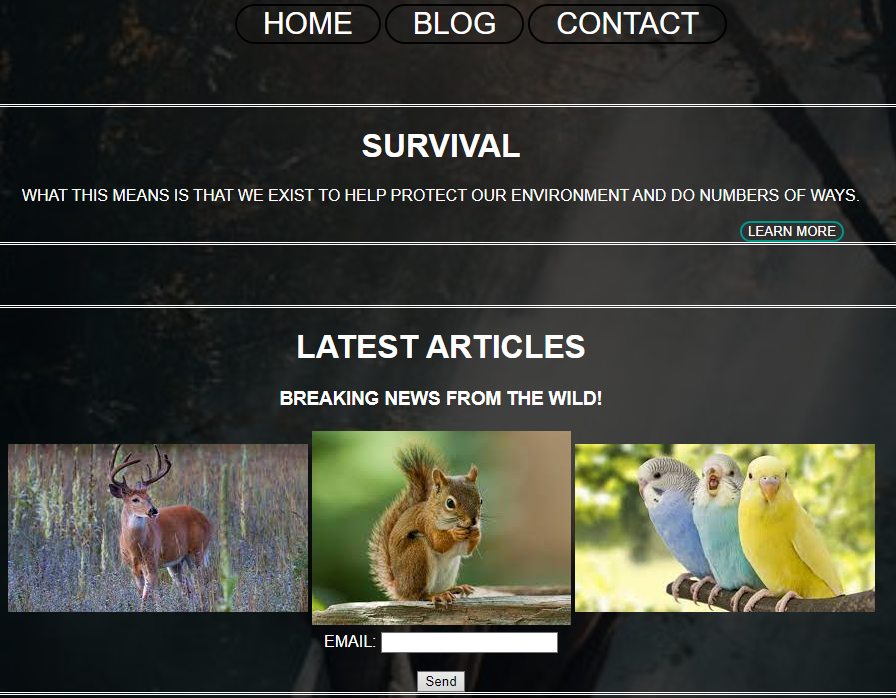 HOME BLOG CONTACT
SURVIVAL
WHAT THIS MEANS IS THAT WE EXIST TO HELP PROTECT OUR ENVIRONMENT AND DO NUMBERS OF WAYS.
LEARN MORE
LATEST ARTICLES
BREAKING NEWS FROM THE WILD!
EMAIL:
Send